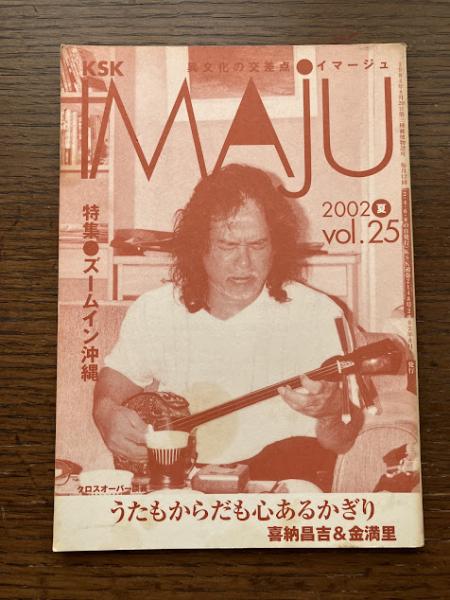 KSK
異文化の交差点●イマージュ
IMAJU
2002夏
vol.25
特集●ズームイン沖縄
クロスオーバー
うたもからだも心あるかぎり
喜納昌吉&金満里